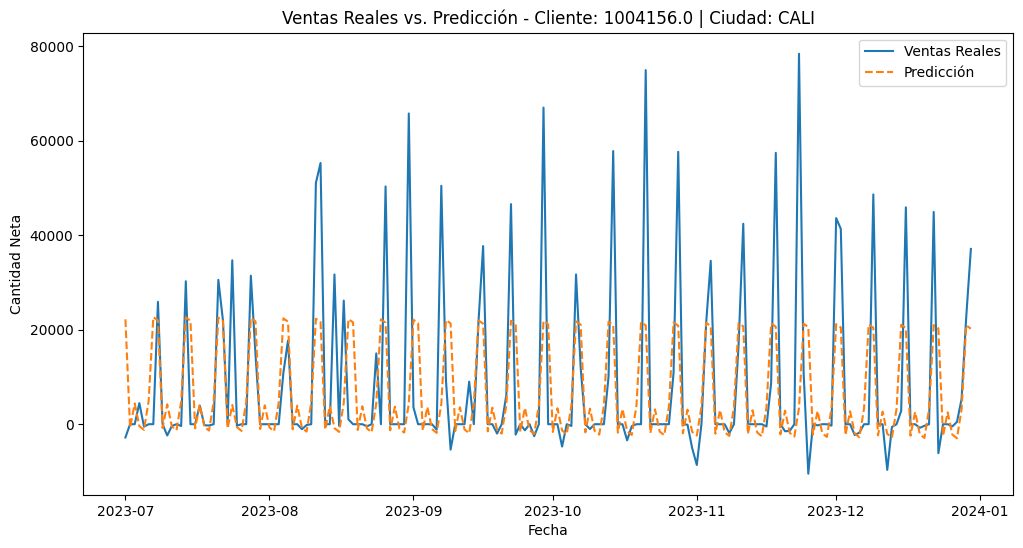 Ventas Reales vs. Predicción - Cliente: 1004156.0 | Ciudad: CALI
Ventas Reales
Predicción
Cantidad Neta
80000
60000
40000
20000
0
2023-07
2023-08
2023-09
2023-10
2023-11
2023-12
2024-01
Fecha